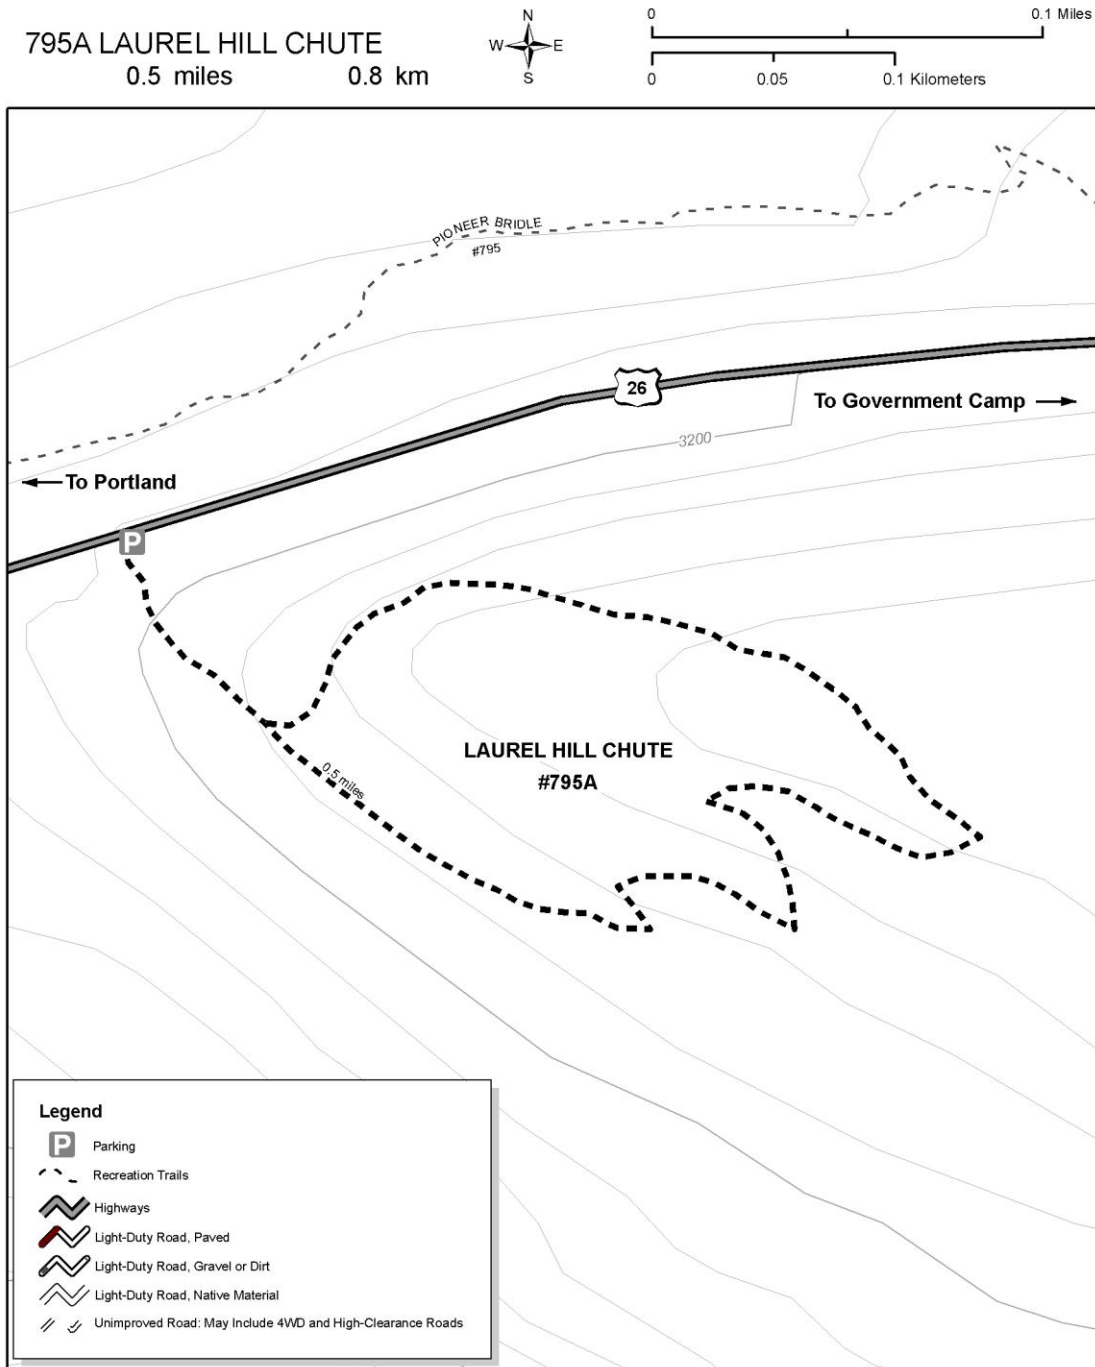 795A LAUREL HILL CHUTE
0.5 miles 0.8 km
N
W E
S
0 0.1 Miles
0 0.05 0.1 Kilometers
PIONEER BRIDLE
#795
26
To Government Camp
3200
To Portland
P
0.5 miles
LAUREL HILL CHUTE
#795A
Legend
P Parking
Recreation Trails
Highways
Light-Duty Road, Paved
Light-Duty Road, Gravel or Dirt
Light-Duty Road, Native Material
Unimproved Road: May Include 4WD and High-Clearance Roads